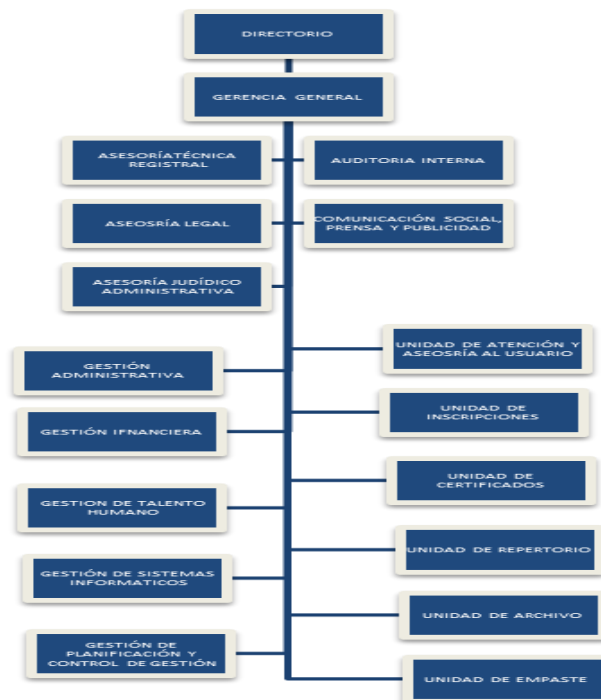 DIRECTORIO
GERENCIA GENERAL
ASESORÍATÉCNICA
REGISTRAL
AUDITORIA INTERNA
ASEOSRÍA LEGAL
COMUNICACIÓN SOCIAL,
PRENSA Y PUBLICIDAD
ASESORÍA JUDÍDICO
ADMINISTRATIVA
UNIDAD DE ATENCIÓN Y
ASEOSRÍA AL USUARIO
GESTIÓN
ADMINISTRATIVA
UNIDAD DE
INSCRIPCIONES
GESTIÓN IFNANCIERA
UNIDAD DE
CERTIFICADOS
GESTION DE TALENTO
HUMANO
UNIDAD DE REPERTORIO
GESTIÓN DE SISTEMAS
INFORMATICOS
UNIDAD DE ARCHIVO
GESTIÓN DE
PLANIFICACIÓN Y
CONTROL DE GESTIÓN
UNIDAD DE EMPASTE